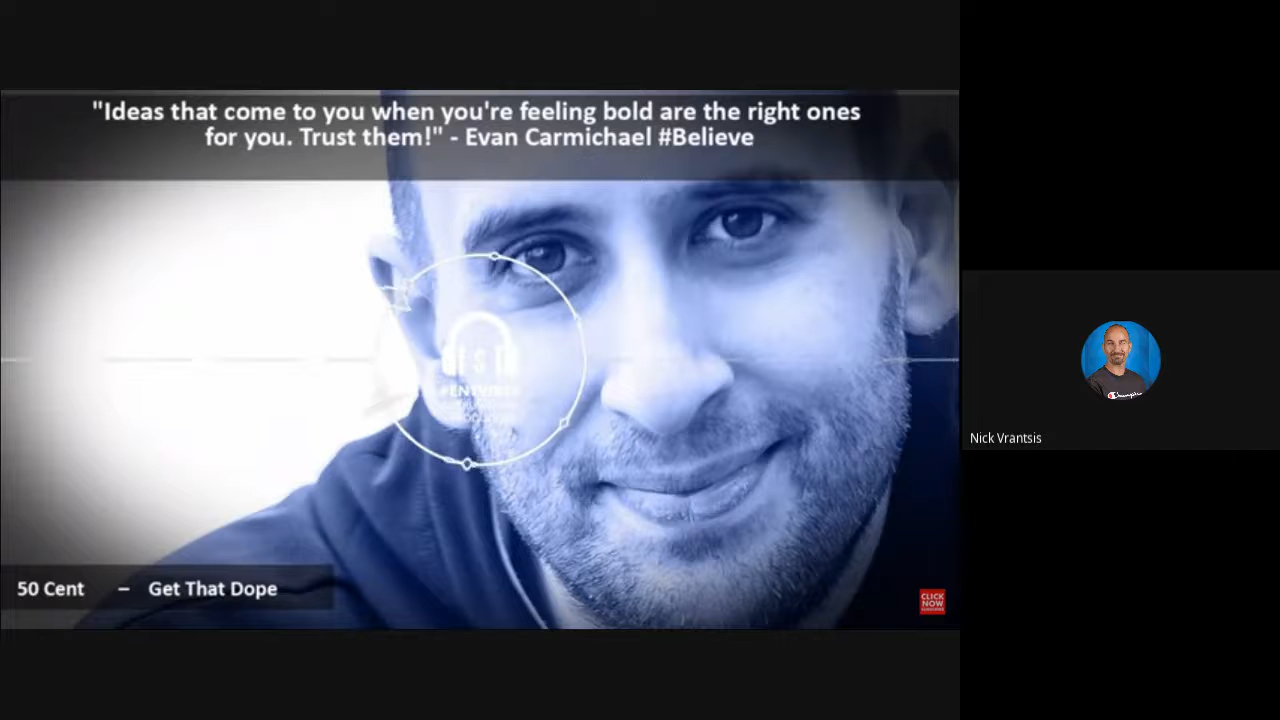 "Ideas that come to you when you're feeling bold are the right ones
for you. Trust them!" - Evan Carmichael #Believe
50 Cent – Get That Dope
CLICK
NOW
Nick Vrantsis
Champion